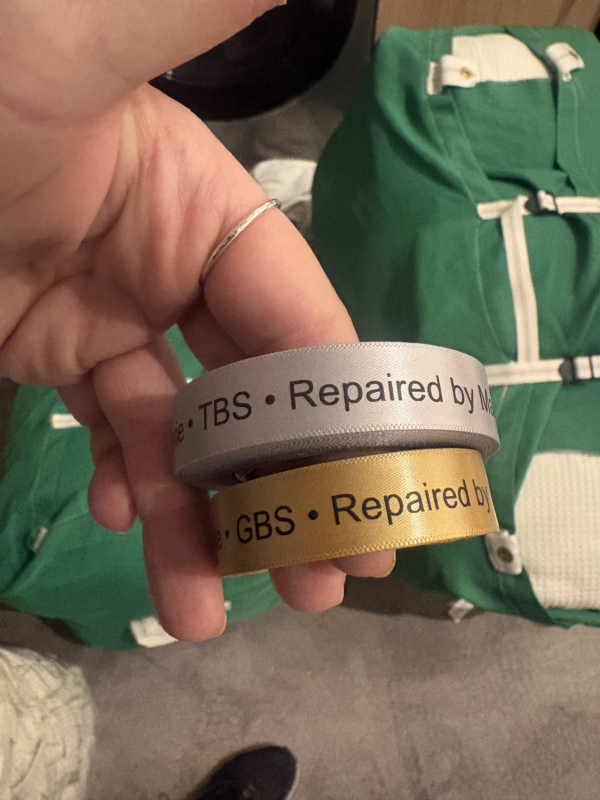 • TBS • Repaired by
• GBS • Repaired by